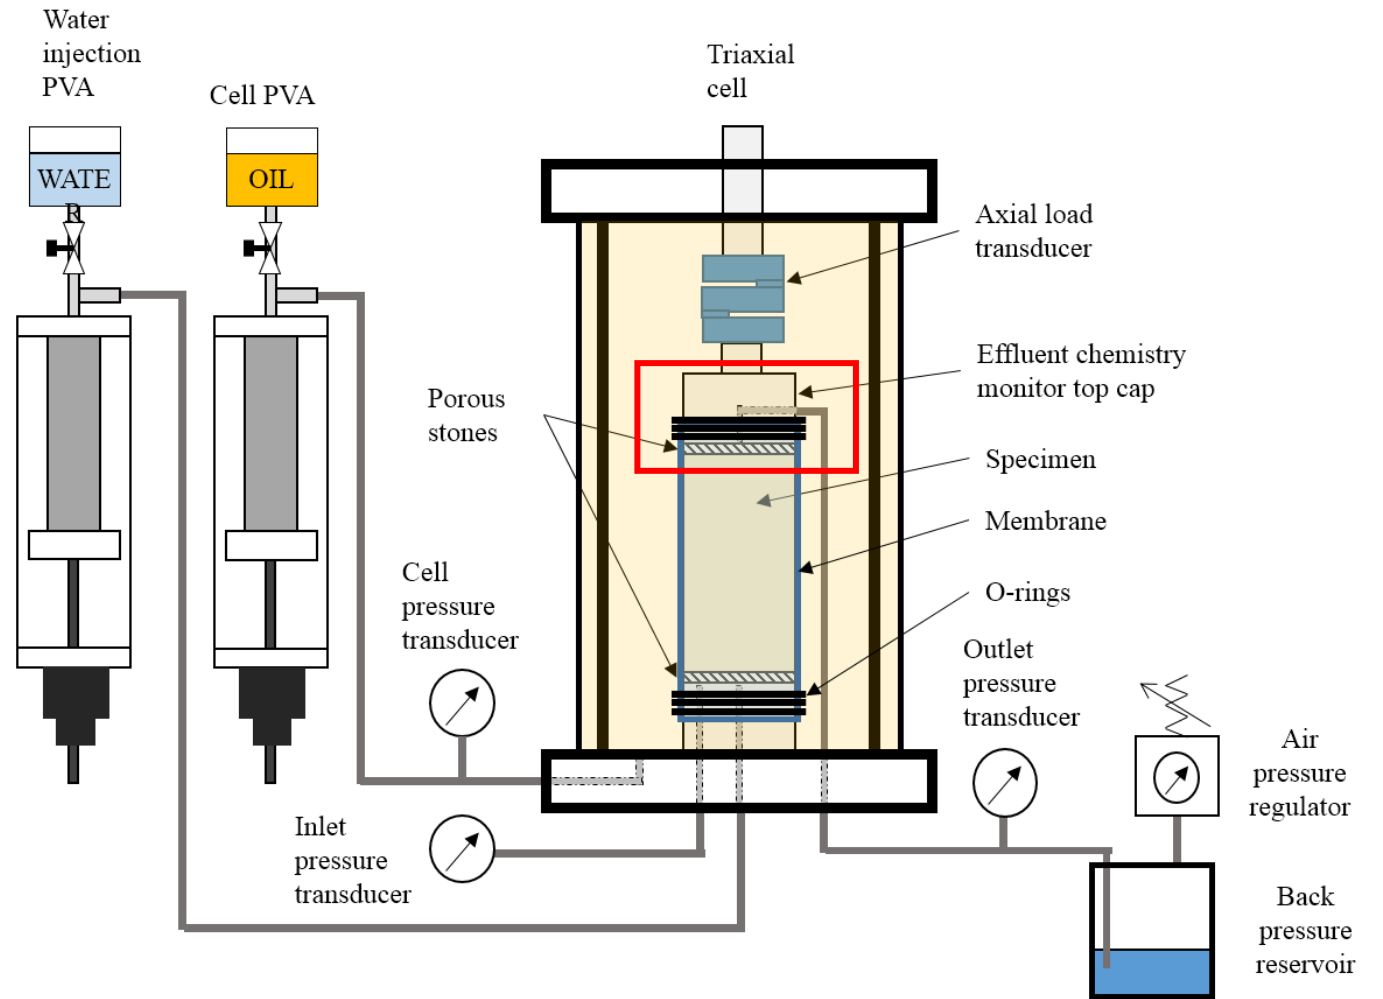 Water
injection
PVA
Cell PVA
WATE
R
OIL
Triaxial
cell
Axial load
transducer
Effluent chemistry
monitor top cap
Porous
stones
Specimen
Membrane
O-rings
Cell
pressure
transducer
Outlet
pressure
transducer
Air
pressure
regulator
Inlet
pressure
transducer
Back
pressure
reservoir